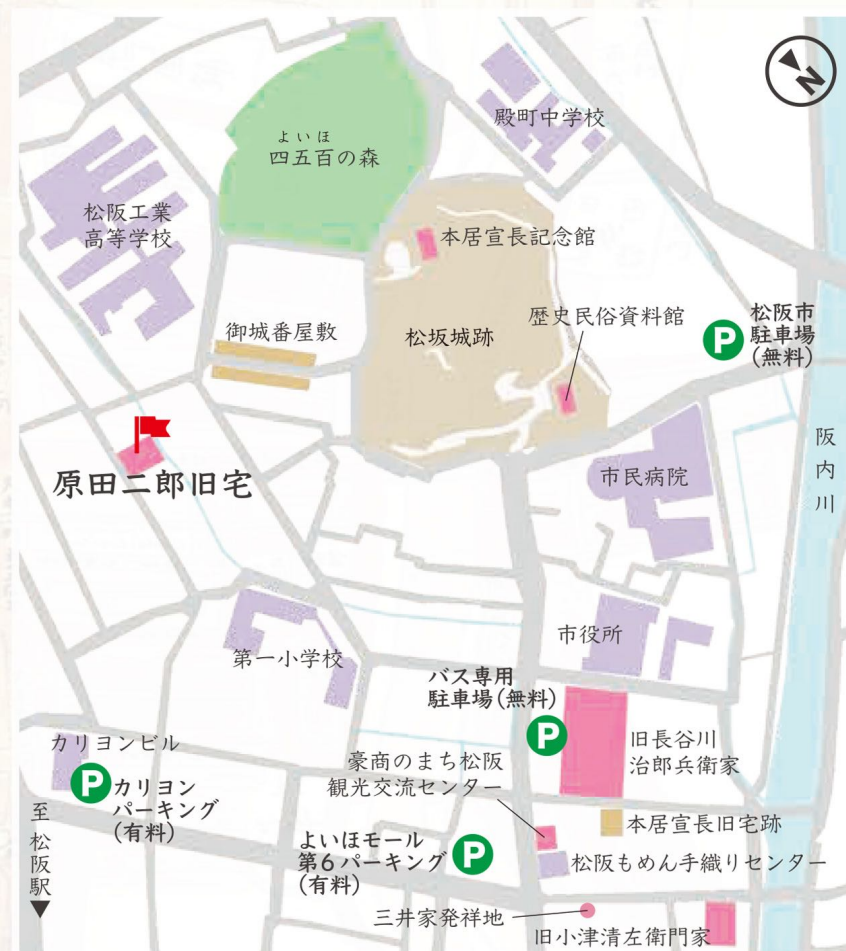 N
殿町中学校
よいほ
四五百の森
松阪工業
高等学校
本居宣長記念館
御城番屋敷
松坂城跡
歴史民俗資料館
P
松阪市
駐車場
(無料)
阪内川
原田二郎旧宅
市民病院
第一小学校
市役所
バス専用
駐車場(無料)
P
旧長谷川
治郎兵衛家
カリヨンビル
P
カリヨン
パーキング
(有料)
豪商のまち松阪
観光交流センター
本居宣長旧宅跡
よいほモール
第6パーキング
(有料)
P
松阪もめん手織りセンター
至 松阪駅
三井家発祥地
旧小津清左衛門家